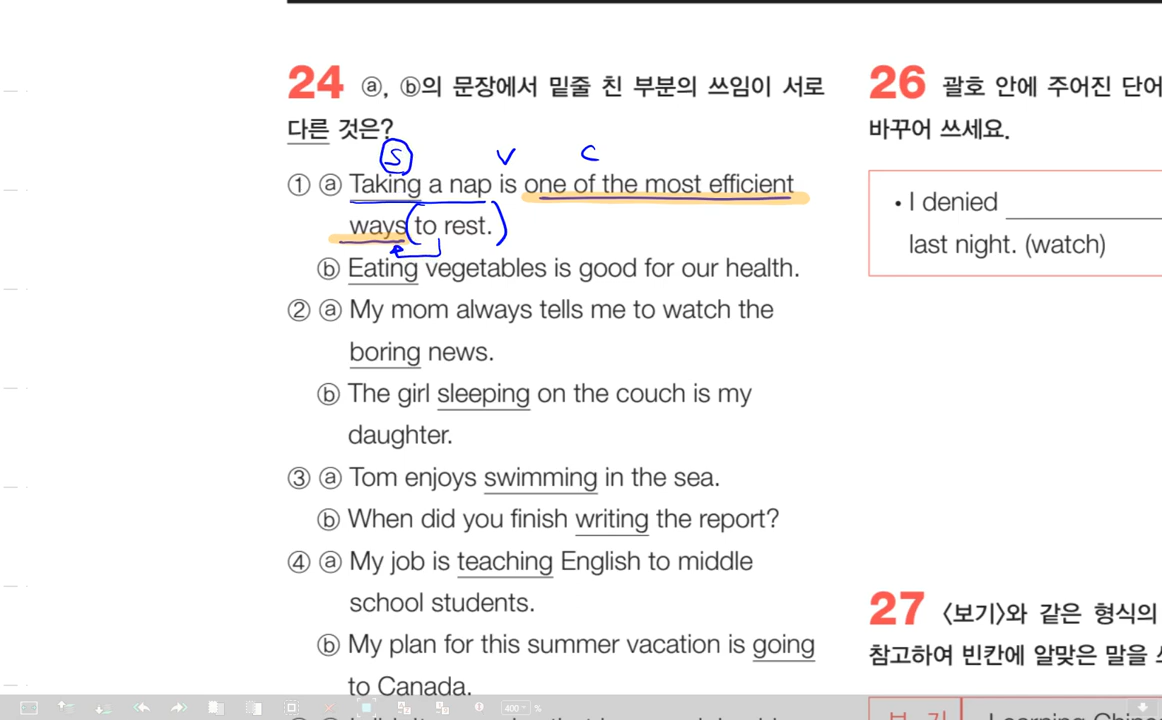 24 ⓐ, ⓑ의 문장에서 밑줄 친 부분의 쓰임이 서로
다른 것은?
S V C
① ⓐ Taking a nap is one of the most efficient
ways (to rest.)
ⓑ Eating vegetables is good for our health.
② ⓐ My mom always tells me to watch the
boring news.
ⓑ The girl sleeping on the couch is my
daughter.
③ ⓐ Tom enjoys swimming in the sea.
ⓑ When did you finish writing the report?
④ ⓐ My job is teaching English to middle
school students.
ⓑ My plan for this summer vacation is going
to Canada.
26 괄호 안에 주어진 단어
바꾸어 쓰세요.
• I denied
last night. (watch)
27 〈보기〉와 같은 형식의
참고하여 빈칸에 알맞은 말을
400 %